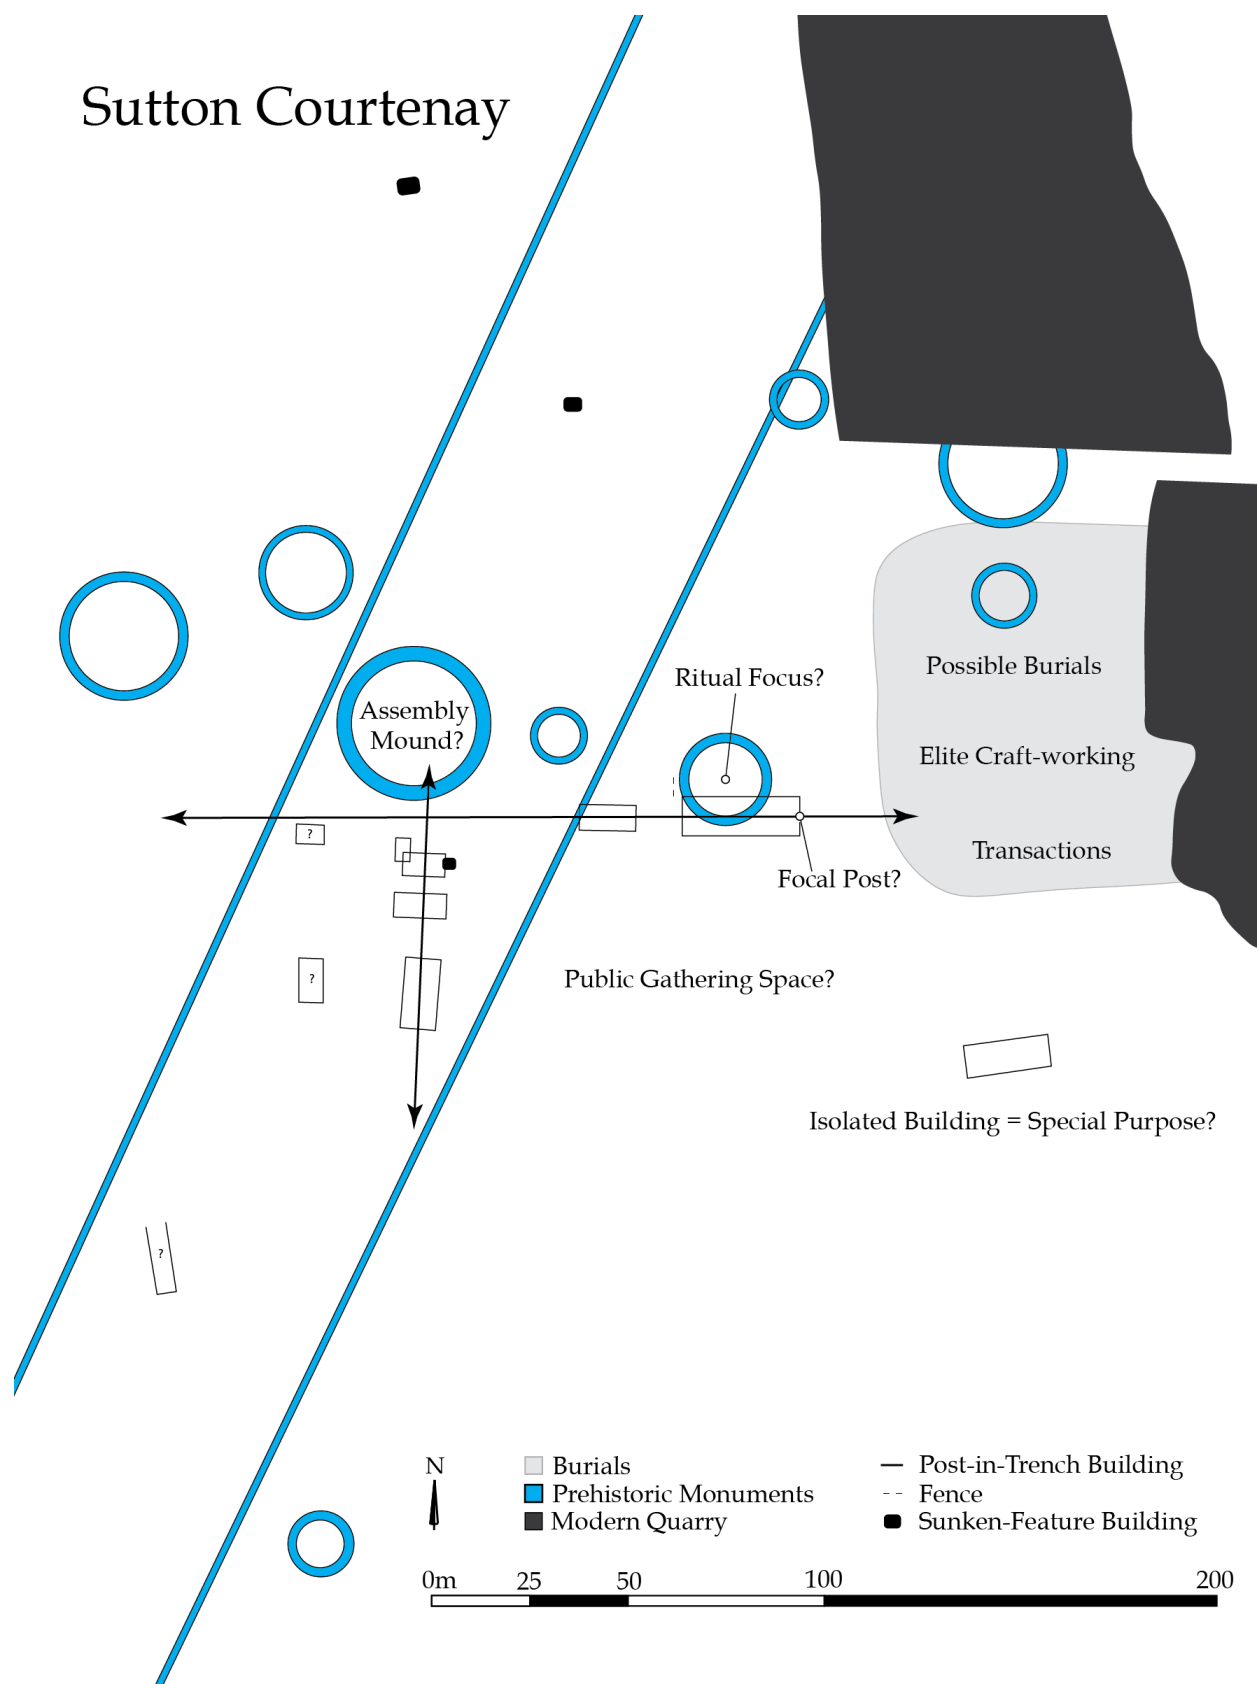 Sutton Courtenay
Ritual Focus?
Possible Burials
Assembly
Mound?
Elite Craft-working
?
Transactions
Focal Post?
?
Public Gathering Space?
Isolated Building = Special Purpose?
?
N
Burials
Prehistoric Monuments
Modern Quarry
Post-in-Trench Building
Fence
Sunken-Feature Building
0m 25 50 100 200